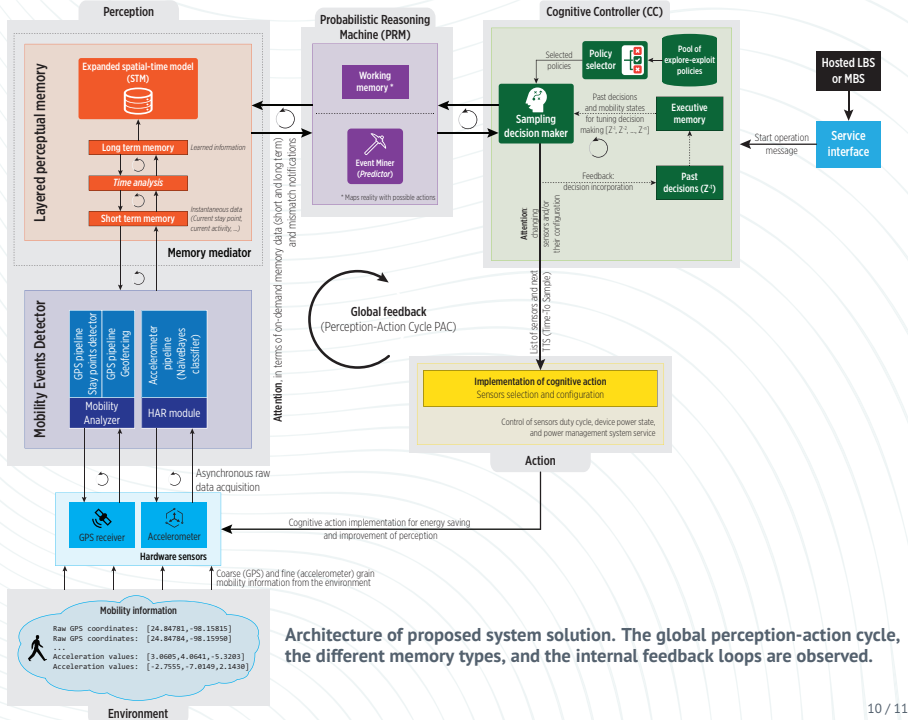 Perception
Layered perceptual memory
Expanded spatial-time model
(STM)
Long term memory
Learned information
Time analysis
Short term memory
Instantaneous data
(Current stay point,
current activity, ...)
Memory mediator
Mobility Events Detector
GPS pipeline
Stay points detector
GPS pipeline
Geofencing
Mobility
Analyzer
Accelerometer
pipeline
(NaiveBayes
classifier)
HAR module
Asynchronous raw
data acquisition
GPS receiver
Accelerometer
Hardware sensors
Coarse (GPS) and fine (accelerometer) grain
mobility information from the environment
Mobility information
Raw GPS coordinates: [24.84781,-98.15815]
Raw GPS coordinates: [24.84784,-98.15950]
...
Acceleration values: [3.0605,4.0641,-5.3203]
Acceleration values: [-2.7555,-7.0149,2.1430]
Environment
Attention, in terms of on-demand memory data (short and long term)
and mismatch notifications
Probabilistic Reasoning
Machine (PRM)
Working
memory *
Event Miner
(Predictor)
* Maps reality with possible actions
Global feedback
(Perception-Action Cycle PAC)
Cognitive Controller (CC)
Selected
policies
Policy
selector
Pool of
explore-exploit
policies
Sampling
decision maker
Past decisions
and mobility states
for tuning decision
making [Z⁻¹, Z⁻², ..., Z⁻ⁿ]
Executive
memory
Feedback:
decision incorporation
Past
decisions (Z⁻¹)
Attention:
changing
sensors and/or
their configuration
List of sensors and next
TTS (Time-To Sample)
Hosted LBS
or MBS
Service
interface
Start operation
message
Implementation of cognitive action
Sensors selection and configuration
Control of sensors duty cycle, device power state,
and power management system service
Action
Cognitive action implementation for energy saving
and improvement of perception
Architecture of proposed system solution. The global perception-action cycle,
the different memory types, and the internal feedback loops are observed.
10 / 11